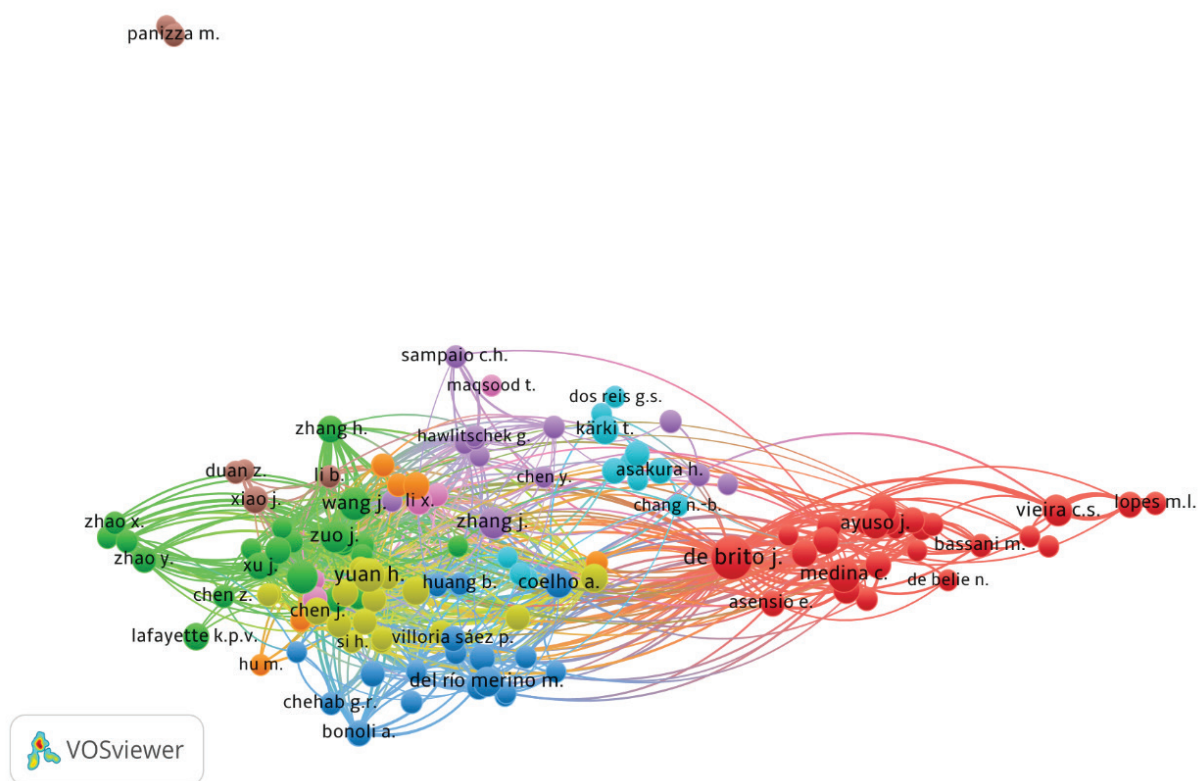 panizza m.
sampaio c.h.
maqsood t.
dos reis g.s.
zhang h.
hawlitschek g.
kärki t.
duan z.
li b.
chen y.
asakura h.
xiao j.
wang j.
li x.
chang n.-b.
zhao x.
zuo j.
zhang j.
ayuso j.
vieira c.s.
lopes m.l.
zhao y.
xu j.
yuan h.
huang b.
coelho a.
de brito j.
medina c.
bassani m.
de belie n.
chen z.
chen j.
asensio e.
lafayette k.p.v.
si h.
villoria sáez p.
hu m.
del río merino m.
chehab g.r.
bonoli a.
VOSviewer